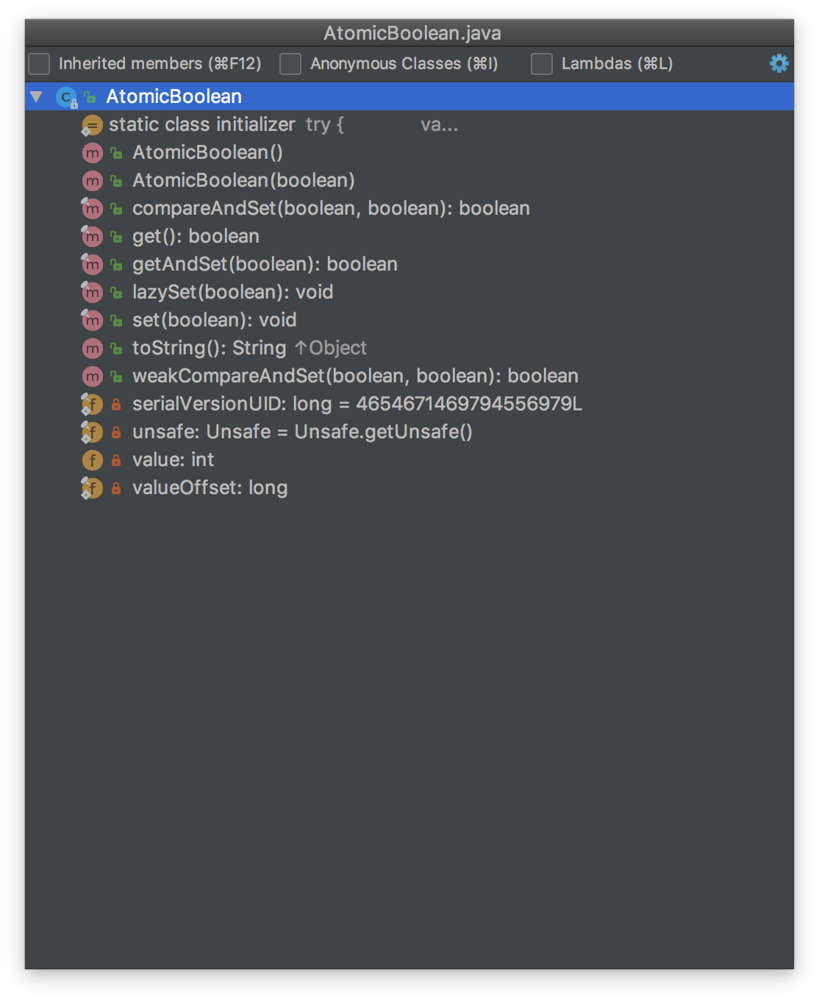 AtomicBoolean.java
Inherited members (⌘F12) Anonymous Classes (⌘I) Lambdas (⌘L)
C AtomicBoolean
= static class initializer try { va...
m AtomicBoolean()
m AtomicBoolean(boolean)
m compareAndSet(boolean, boolean): boolean
m get(): boolean
m getAndSet(boolean): boolean
m lazySet(boolean): void
m set(boolean): void
m toString(): String ↑Object
m weakCompareAndSet(boolean, boolean): boolean
f serialVersionUID: long = 4654671469794556979L
f unsafe: Unsafe = Unsafe.getUnsafe()
f value: int
f valueOffset: long